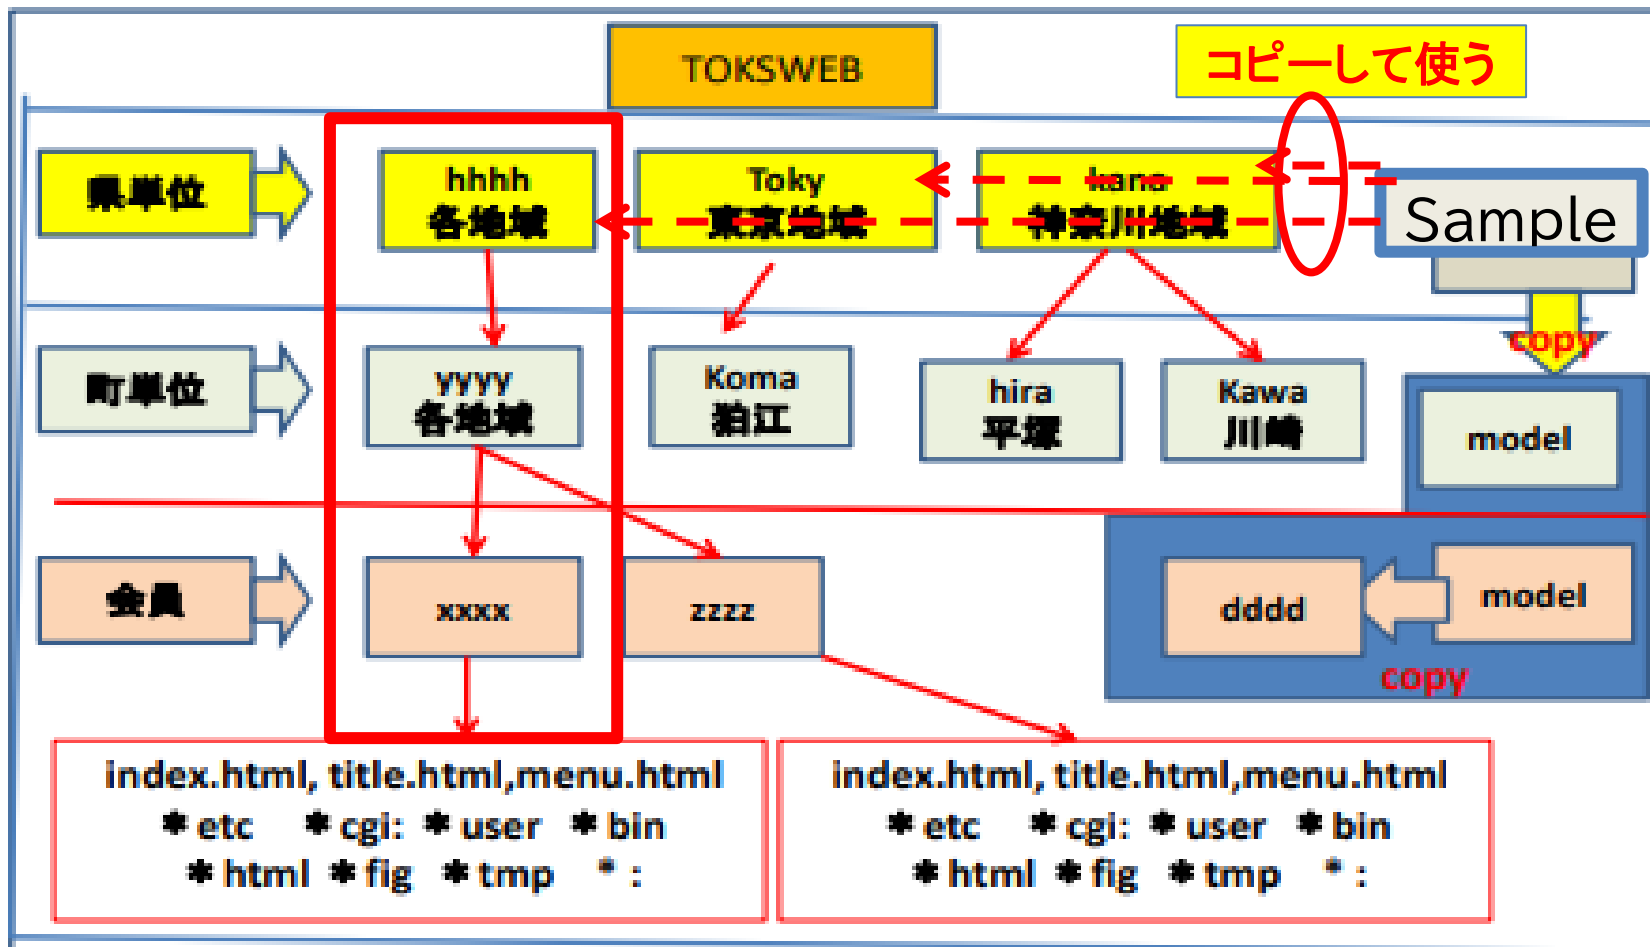 TOKSWEB
コピーして使う
県単位
hhhh
各地域
Toky
東京地域
kana
神奈川地域
Sample
copy
町単位
yyyy
各地域
Koma
狛江
hira
平塚
Kawa
川崎
model
会員
xxxx
zzzz
dddd
model
copy
index.html, title.html,menu.html
* etc * cgi: * user * bin
* html * fig * tmp * :
index.html, title.html,menu.html
* etc * cgi: * user * bin
* html * fig * tmp * :